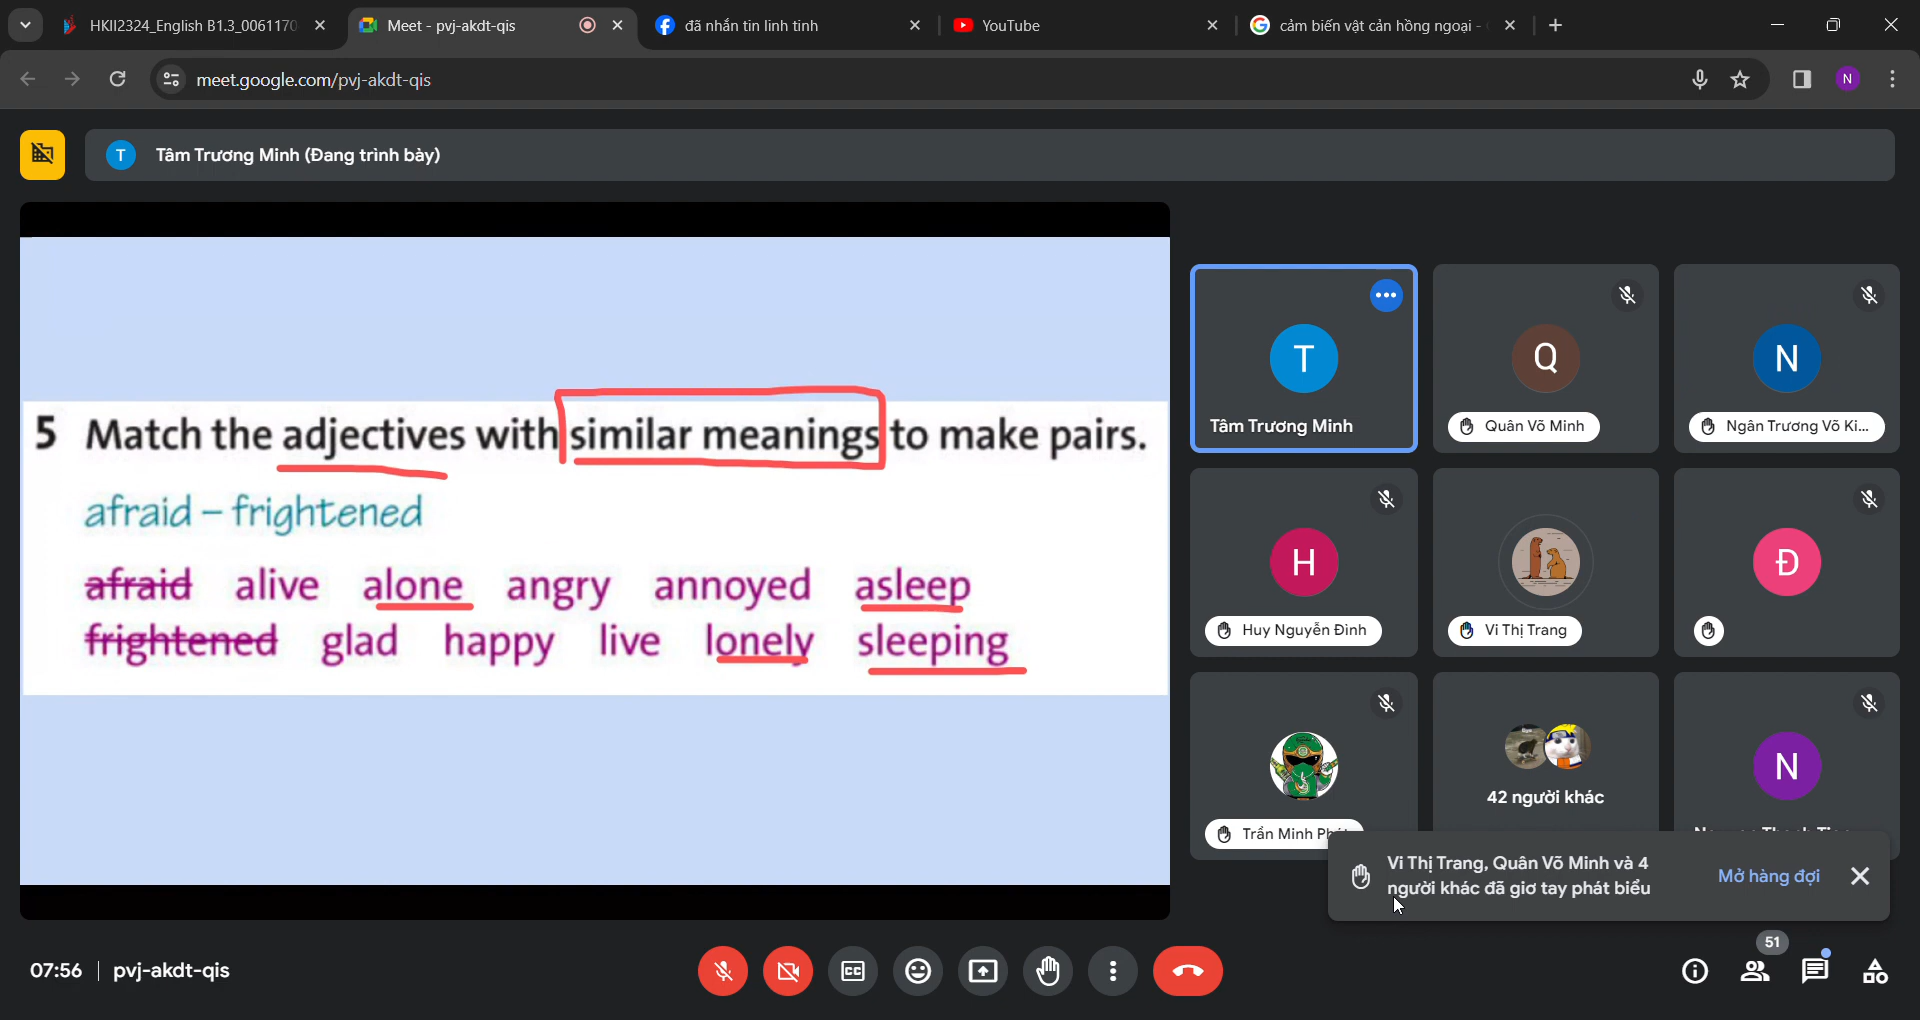 HKII2324_English B1.3_0061170
Meet - pvj-akdt-qis
đã nhắn tin linh tinh
YouTube
cảm biến vật cản hồng ngoại -
meet.google.com/pvj-akdt-qis
N
T
Tâm Trương Minh (Đang trình bày)
5 Match the adjectives with similar meanings to make pairs.
afraid – frightened
afraid alive alone angry annoyed asleep
frightened glad happy live lonely sleeping
T
Tâm Trương Minh
Q
Quân Võ Minh
N
Ngân Trương Võ Ki...
H
Huy Nguyễn Đình
Vi Thị Trang
Đ
Trần Minh
42 người khác
N
Vi Thị Trang, Quân Võ Minh và 4
người khác đã giơ tay phát biểu
Mở hàng đợi
07:56 | pvj-akdt-qis
51